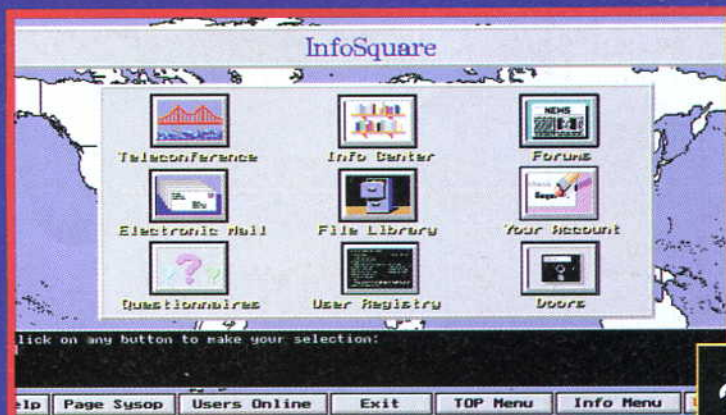 InfoSquare
NEWS
Teleconference Info Center Forums
Electronic Mail File Library Your Account
Questionnaires User Registry Doors
lick on any button to make your selection:
elp Page Sysop Users Online Exit TOP Menu Info Menu